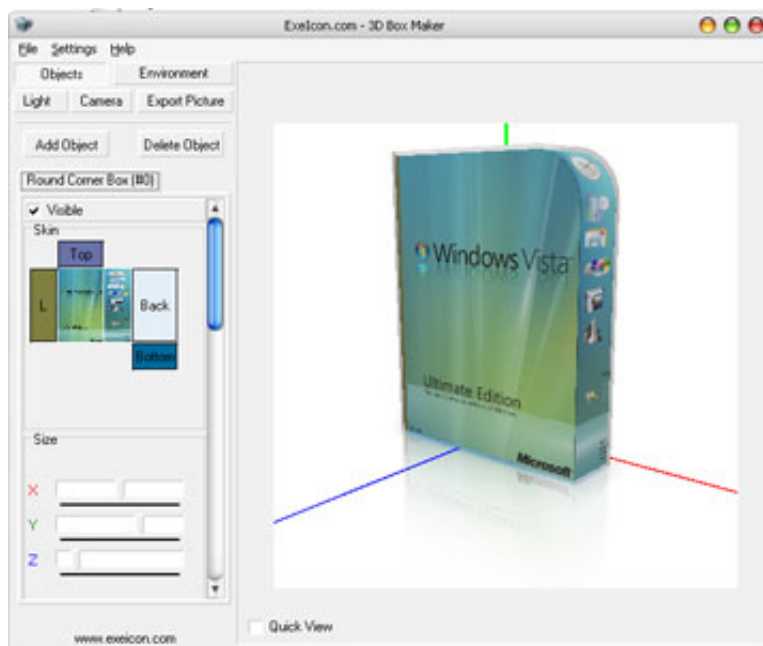 ExeIcon.com - 3D Box Maker
File Settings Help
Objects Environment
Light Camera Export Picture
Add Object Delete Object
Round Corner Box (#0)
Visible
Skin
Top
L
Back
Bottom
Size
X
Y
Z
Windows Vista
Ultimate Edition
Microsoft
Quick View
www.exeicon.com